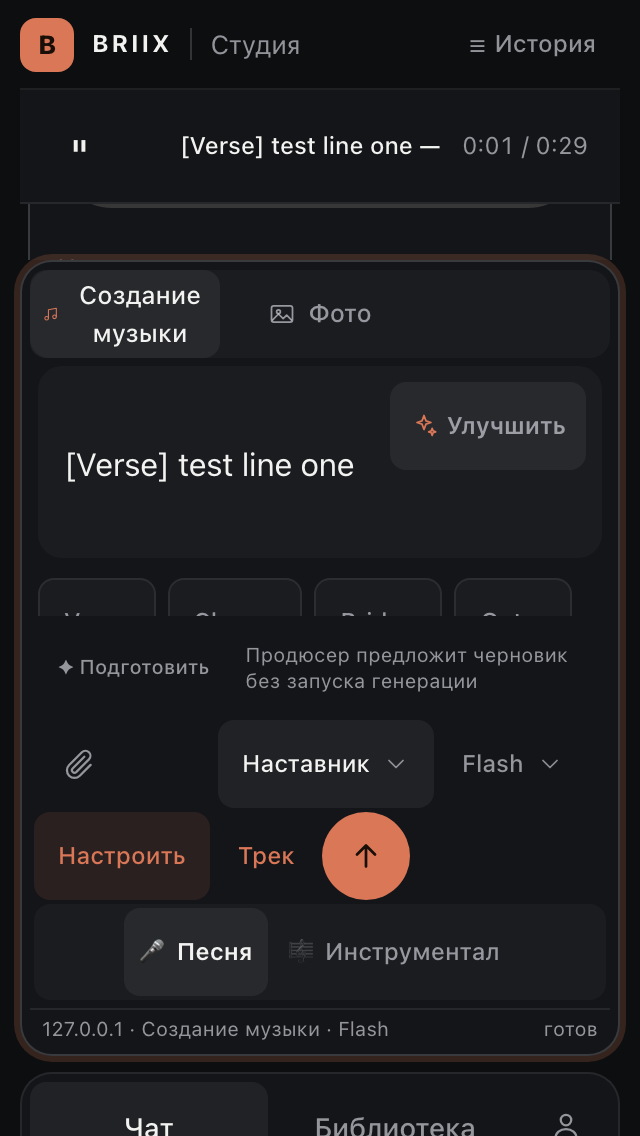 B BRIIX Студия История
[Verse] test line one — 0:01 / 0:29
Создание
музыки
Фото
Улучшить
[Verse] test line one
Подготовить
Продюсер предложит черновик
без запуска генерации
Наставник Flash
Настроить Трек
Песня Инструментал
127.0.0.1 · Создание музыки · Flash готов
Чат Библиотека